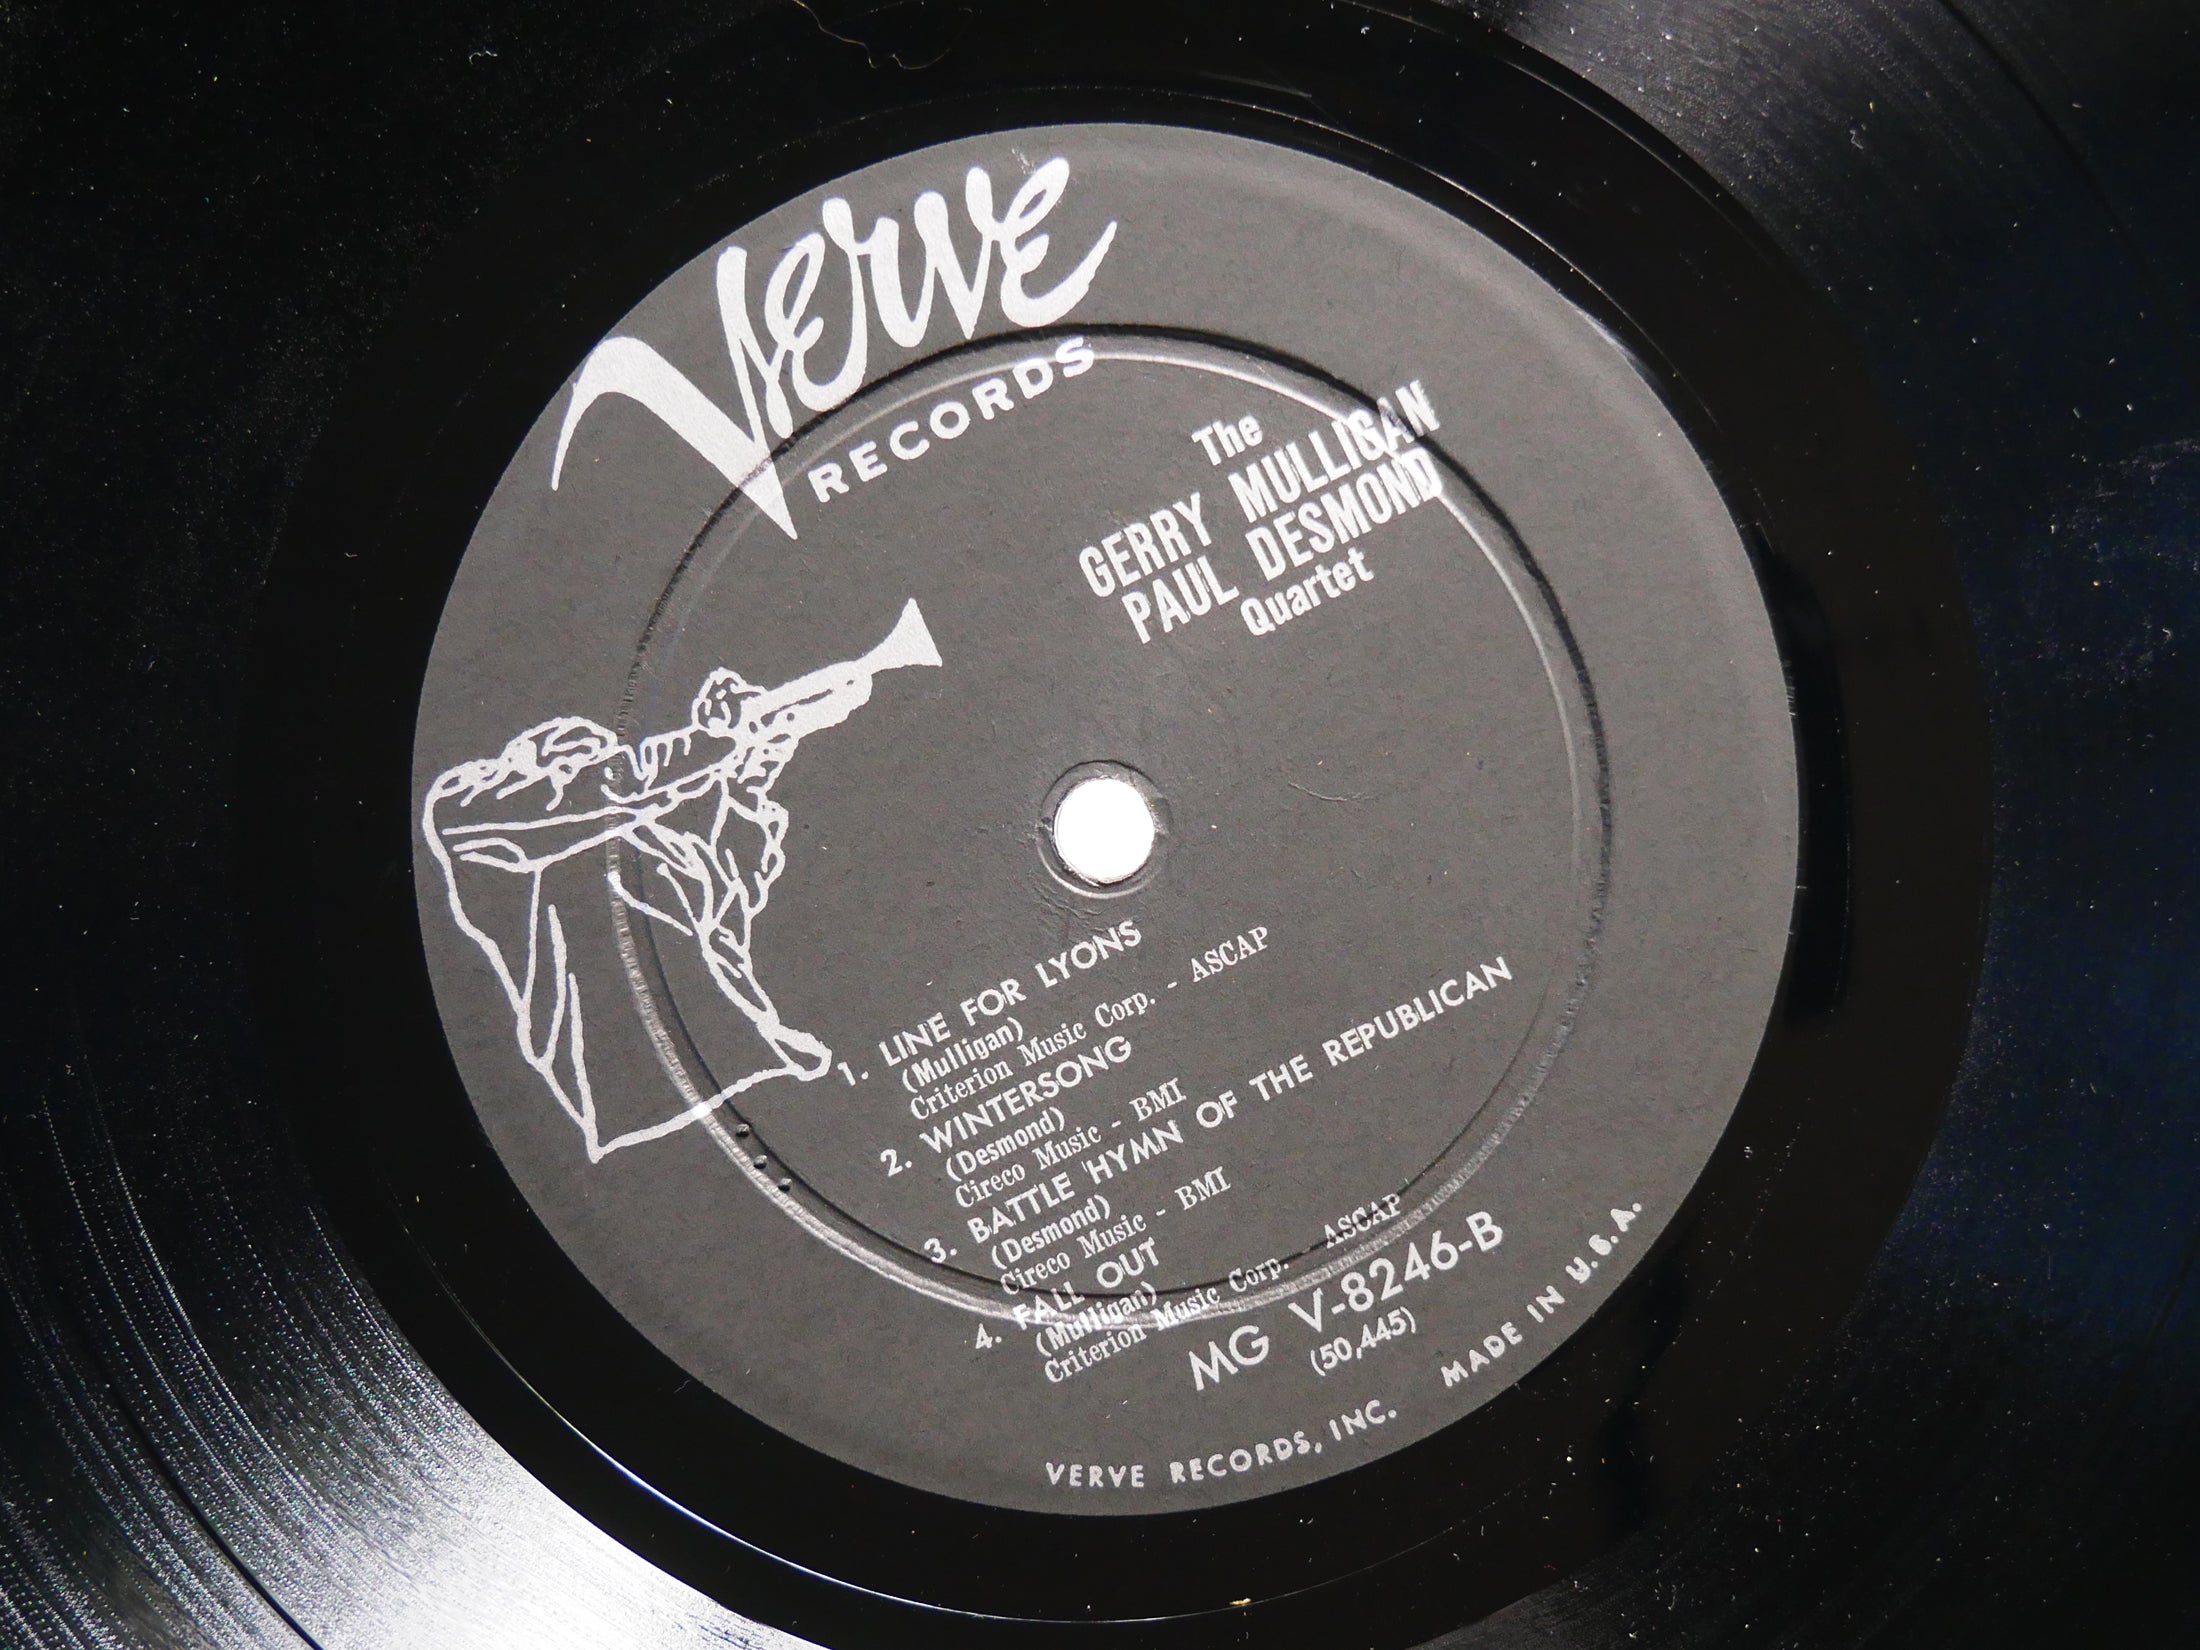 Verve
RECORDS
The
GERRY MULLIGAN
PAUL DESMOND
Quartet
1. LINE FOR LYONS
(Mulligan)
Criterion Music Corp. - ASCAP
2. WINTERSONG
(Desmond)
Cireco Music - BMI
3. BATTLE HYMN OF THE REPUBLICAN
(Desmond)
Cireco Music - BMI
4. FALL OUT
(Mulligan)
Criterion Music Corp. - ASCAP
MG V-8246-B
(50,445)
VERVE RECORDS, INC. MADE IN U.S.A.